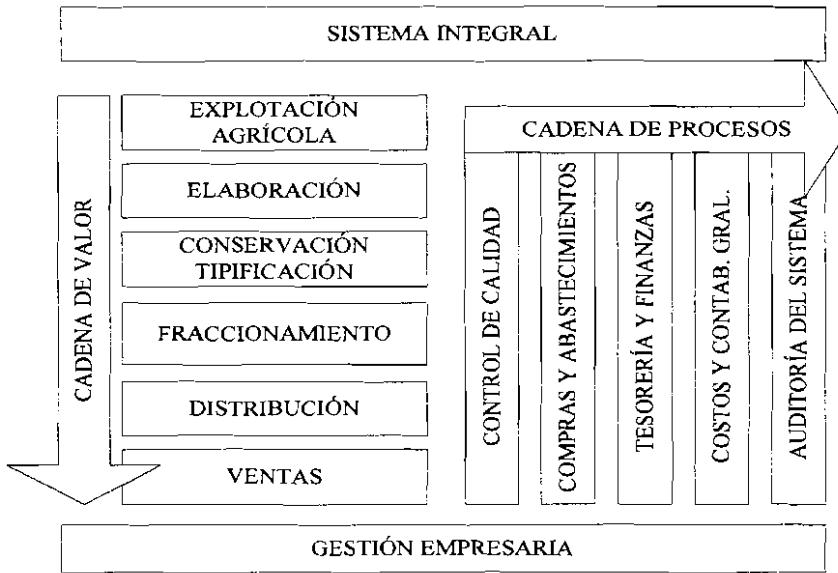 SISTEMA INTEGRAL
CADENA DE VALOR
EXPLOTACIÓN
AGRÍCOLA
ELABORACIÓN
CONSERVACIÓN
TIPIFICACIÓN
FRACCIONAMIENTO
DISTRIBUCIÓN
VENTAS
CADENA DE PROCESOS
CONTROL DE CALIDAD
COMPRAS Y ABASTECIMIENTOS
TESORERÍA Y FINANZAS
COSTOS Y CONTAB. GRAL.
AUDITORÍA DEL SISTEMA
GESTIÓN EMPRESARIA